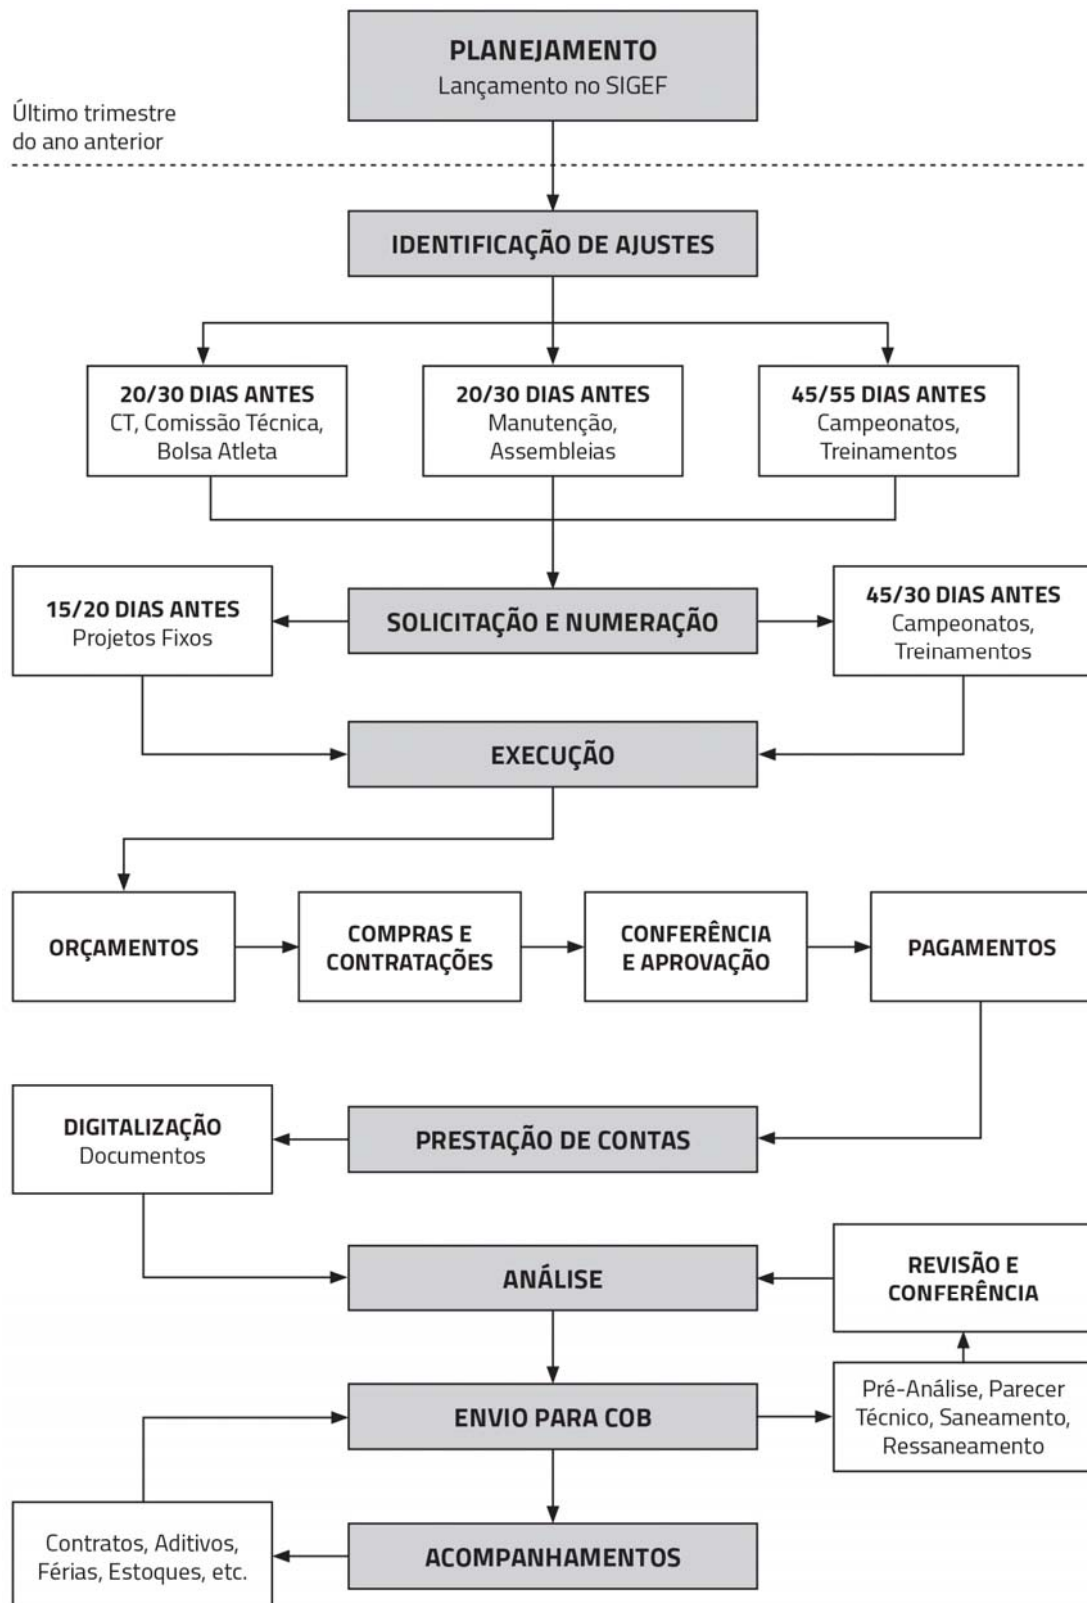 PLANEJAMENTO
Lançamento no SIGEF
Último trimestre
do ano anterior
IDENTIFICAÇÃO DE AJUSTES
20/30 DIAS ANTES
CT, Comissão Técnica,
Bolsa Atleta
20/30 DIAS ANTES
Manutenção,
Assembleias
45/55 DIAS ANTES
Campeonatos,
Treinamentos
15/20 DIAS ANTES
Projetos Fixos
SOLICITAÇÃO E NUMERAÇÃO
45/30 DIAS ANTES
Campeonatos,
Treinamentos
EXECUÇÃO
ORÇAMENTOS
COMPRAS E
CONTRATAÇÕES
CONFERÊNCIA
E APROVAÇÃO
PAGAMENTOS
DIGITALIZAÇÃO
Documentos
PRESTAÇÃO DE CONTAS
ANÁLISE
REVISÃO E
CONFERÊNCIA
ENVIO PARA COB
Pré-Análise, Parecer
Técnico, Saneamento,
Ressaneamento
Contratos, Aditivos,
Férias, Estoques, etc.
ACOMPANHAMENTOS